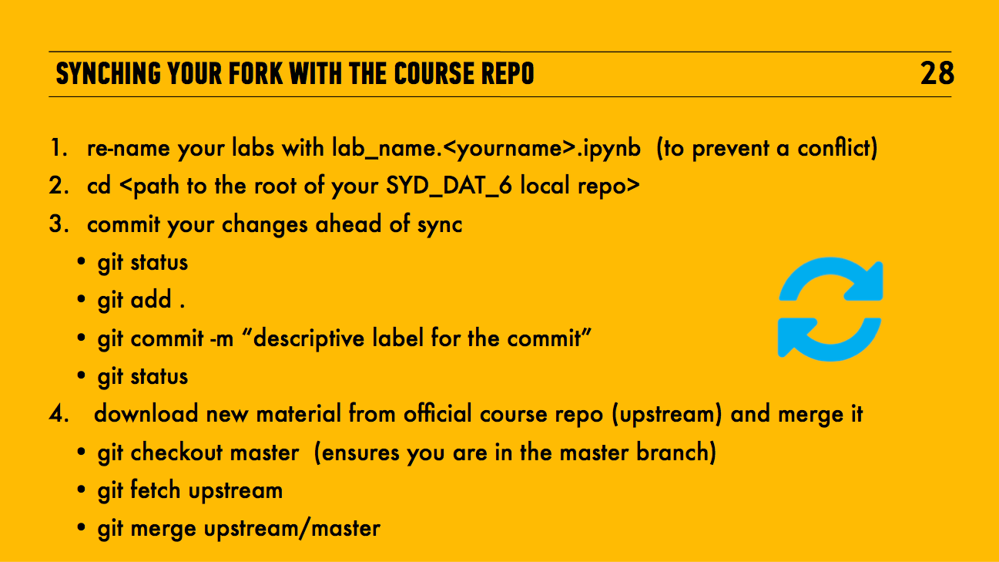 SYNCHING YOUR FORK WITH THE COURSE REPO 28
1. re-name your labs with lab_name.<yourname>.ipynb (to prevent a conflict)
2. cd <path to the root of your SYD_DAT_6 local repo>
3. commit your changes ahead of sync
• git status
• git add .
• git commit -m “descriptive label for the commit”
• git status
4. download new material from official course repo (upstream) and merge it
• git checkout master (ensures you are in the master branch)
• git fetch upstream
• git merge upstream/master